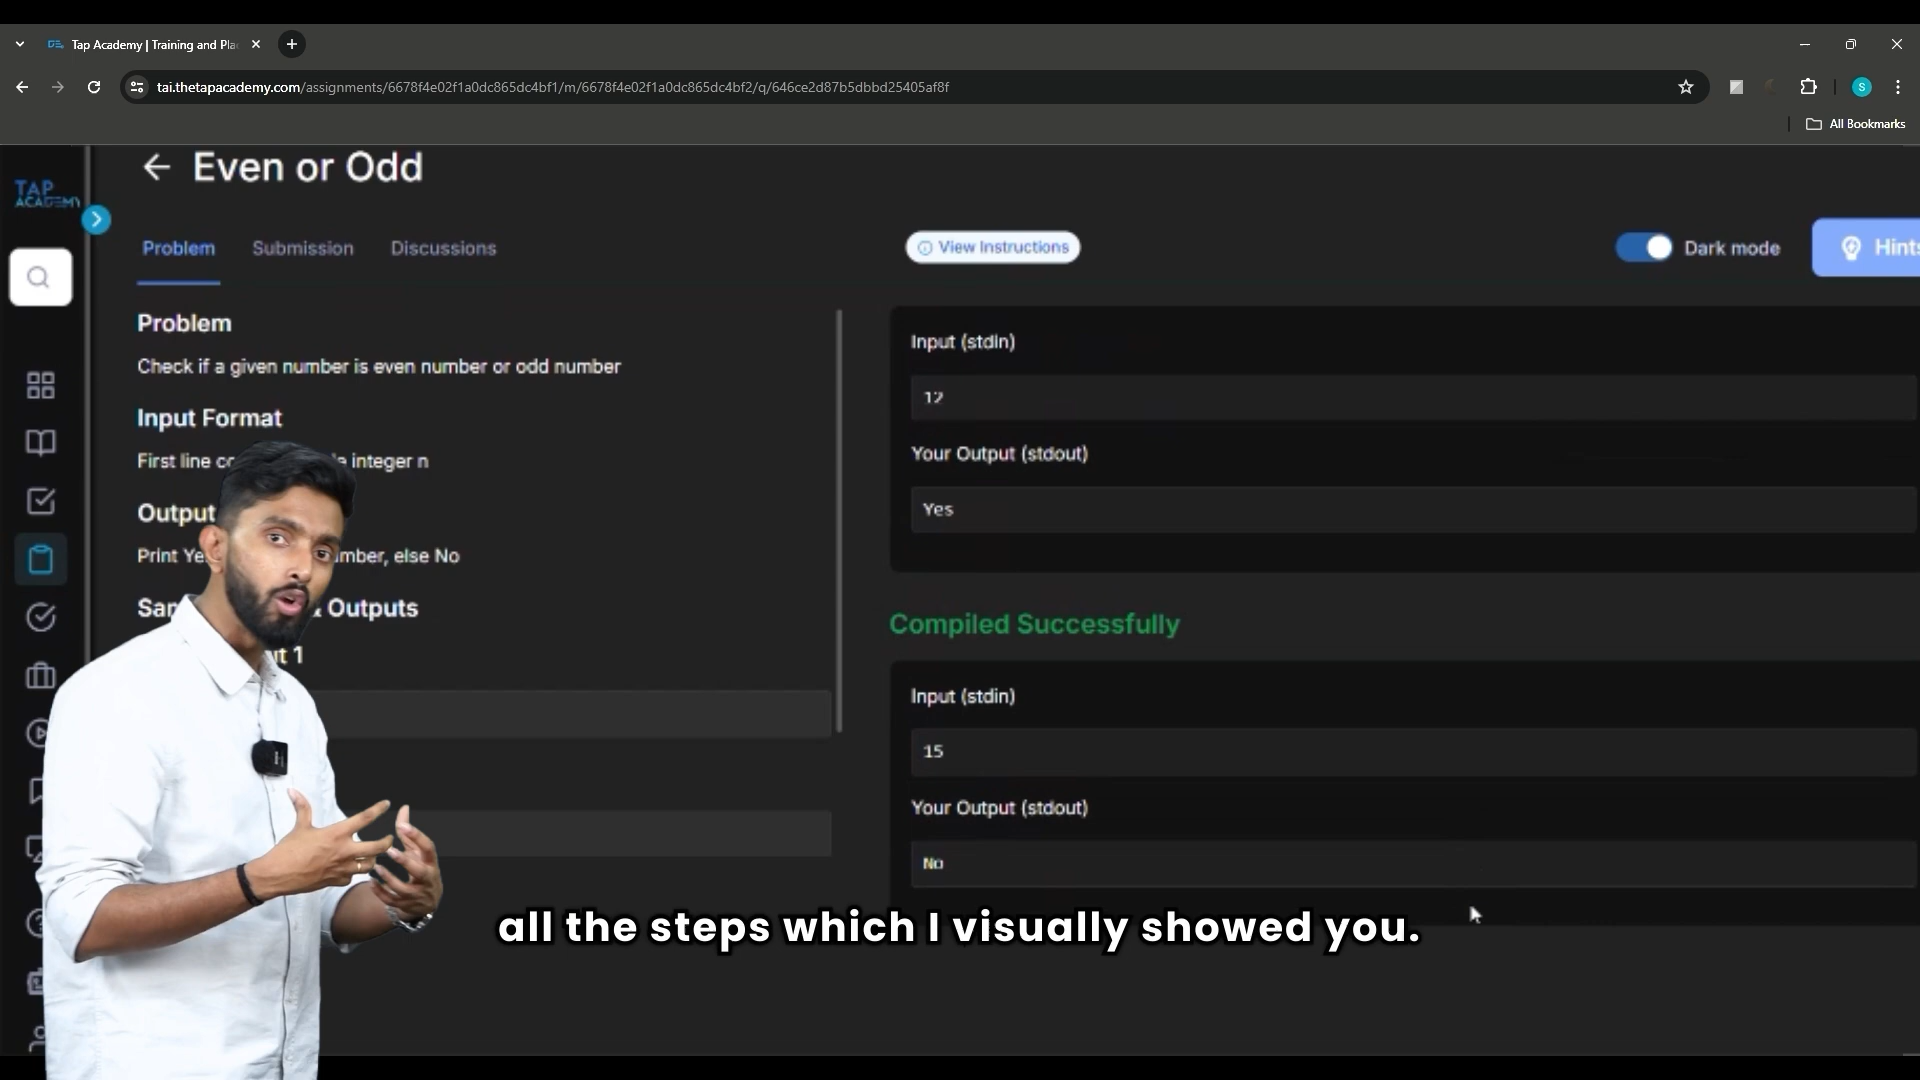 Tap Academy | Training and Pla
tai.thetapacademy.com/assignments/6678f4e02f1a0dc865dc4bf1/m/6678f4e02f1a0dc865dc4bf2/q/646ce2d87b5dbbd25405af8f
S
All Bookmarks
TAP
ACADEMY
Even or Odd
Problem Submission Discussions
View Instructions
Dark mode
Hints
Problem
Check if a given number is even number or odd number
Input Format
First line integer n
Output
Print else No
Outputs
1
Input (stdin)
12
Your Output (stdout)
Yes
Compiled Successfully
Input (stdin)
15
Your Output (stdout)
No
all the steps which I visually showed you.